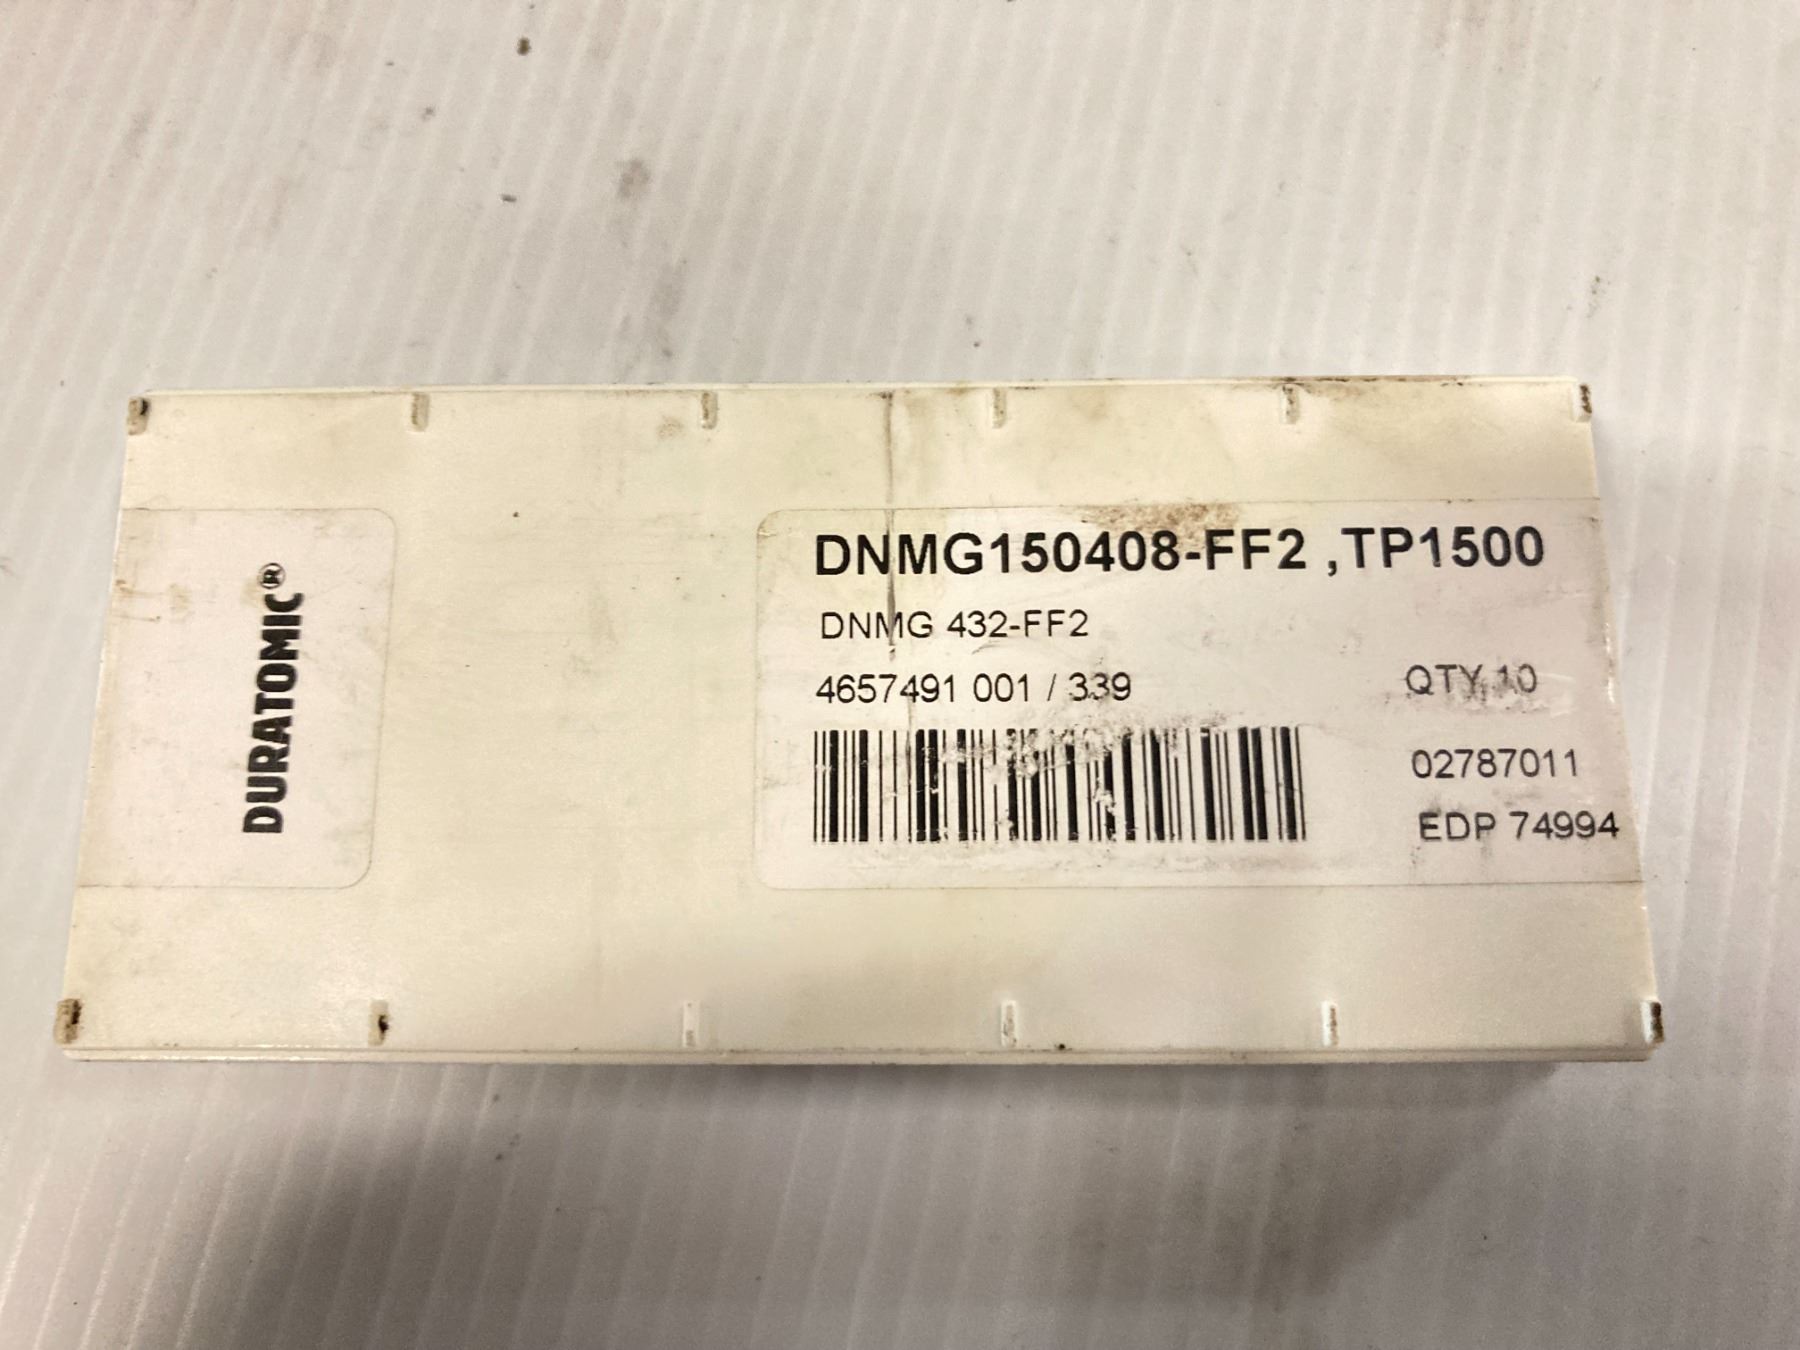 DURATOMIC®
DNMG150408-FF2 ,TP1500
DNMG 432-FF2
4657491 001 / 339
QTY 10
02787011
EDP 74994